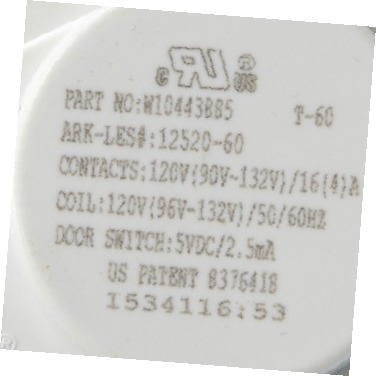 c RU US
PART NO:W10443885 T-60
ARK-LES#:12520-60
CONTACTS:120V(90V~132V)/16(4)A
COIL:120V(96V-132V)/50/60HZ
DOOR SWITCH:5VDC/2.5mA
US PATENT 8376418
I534116:53
®